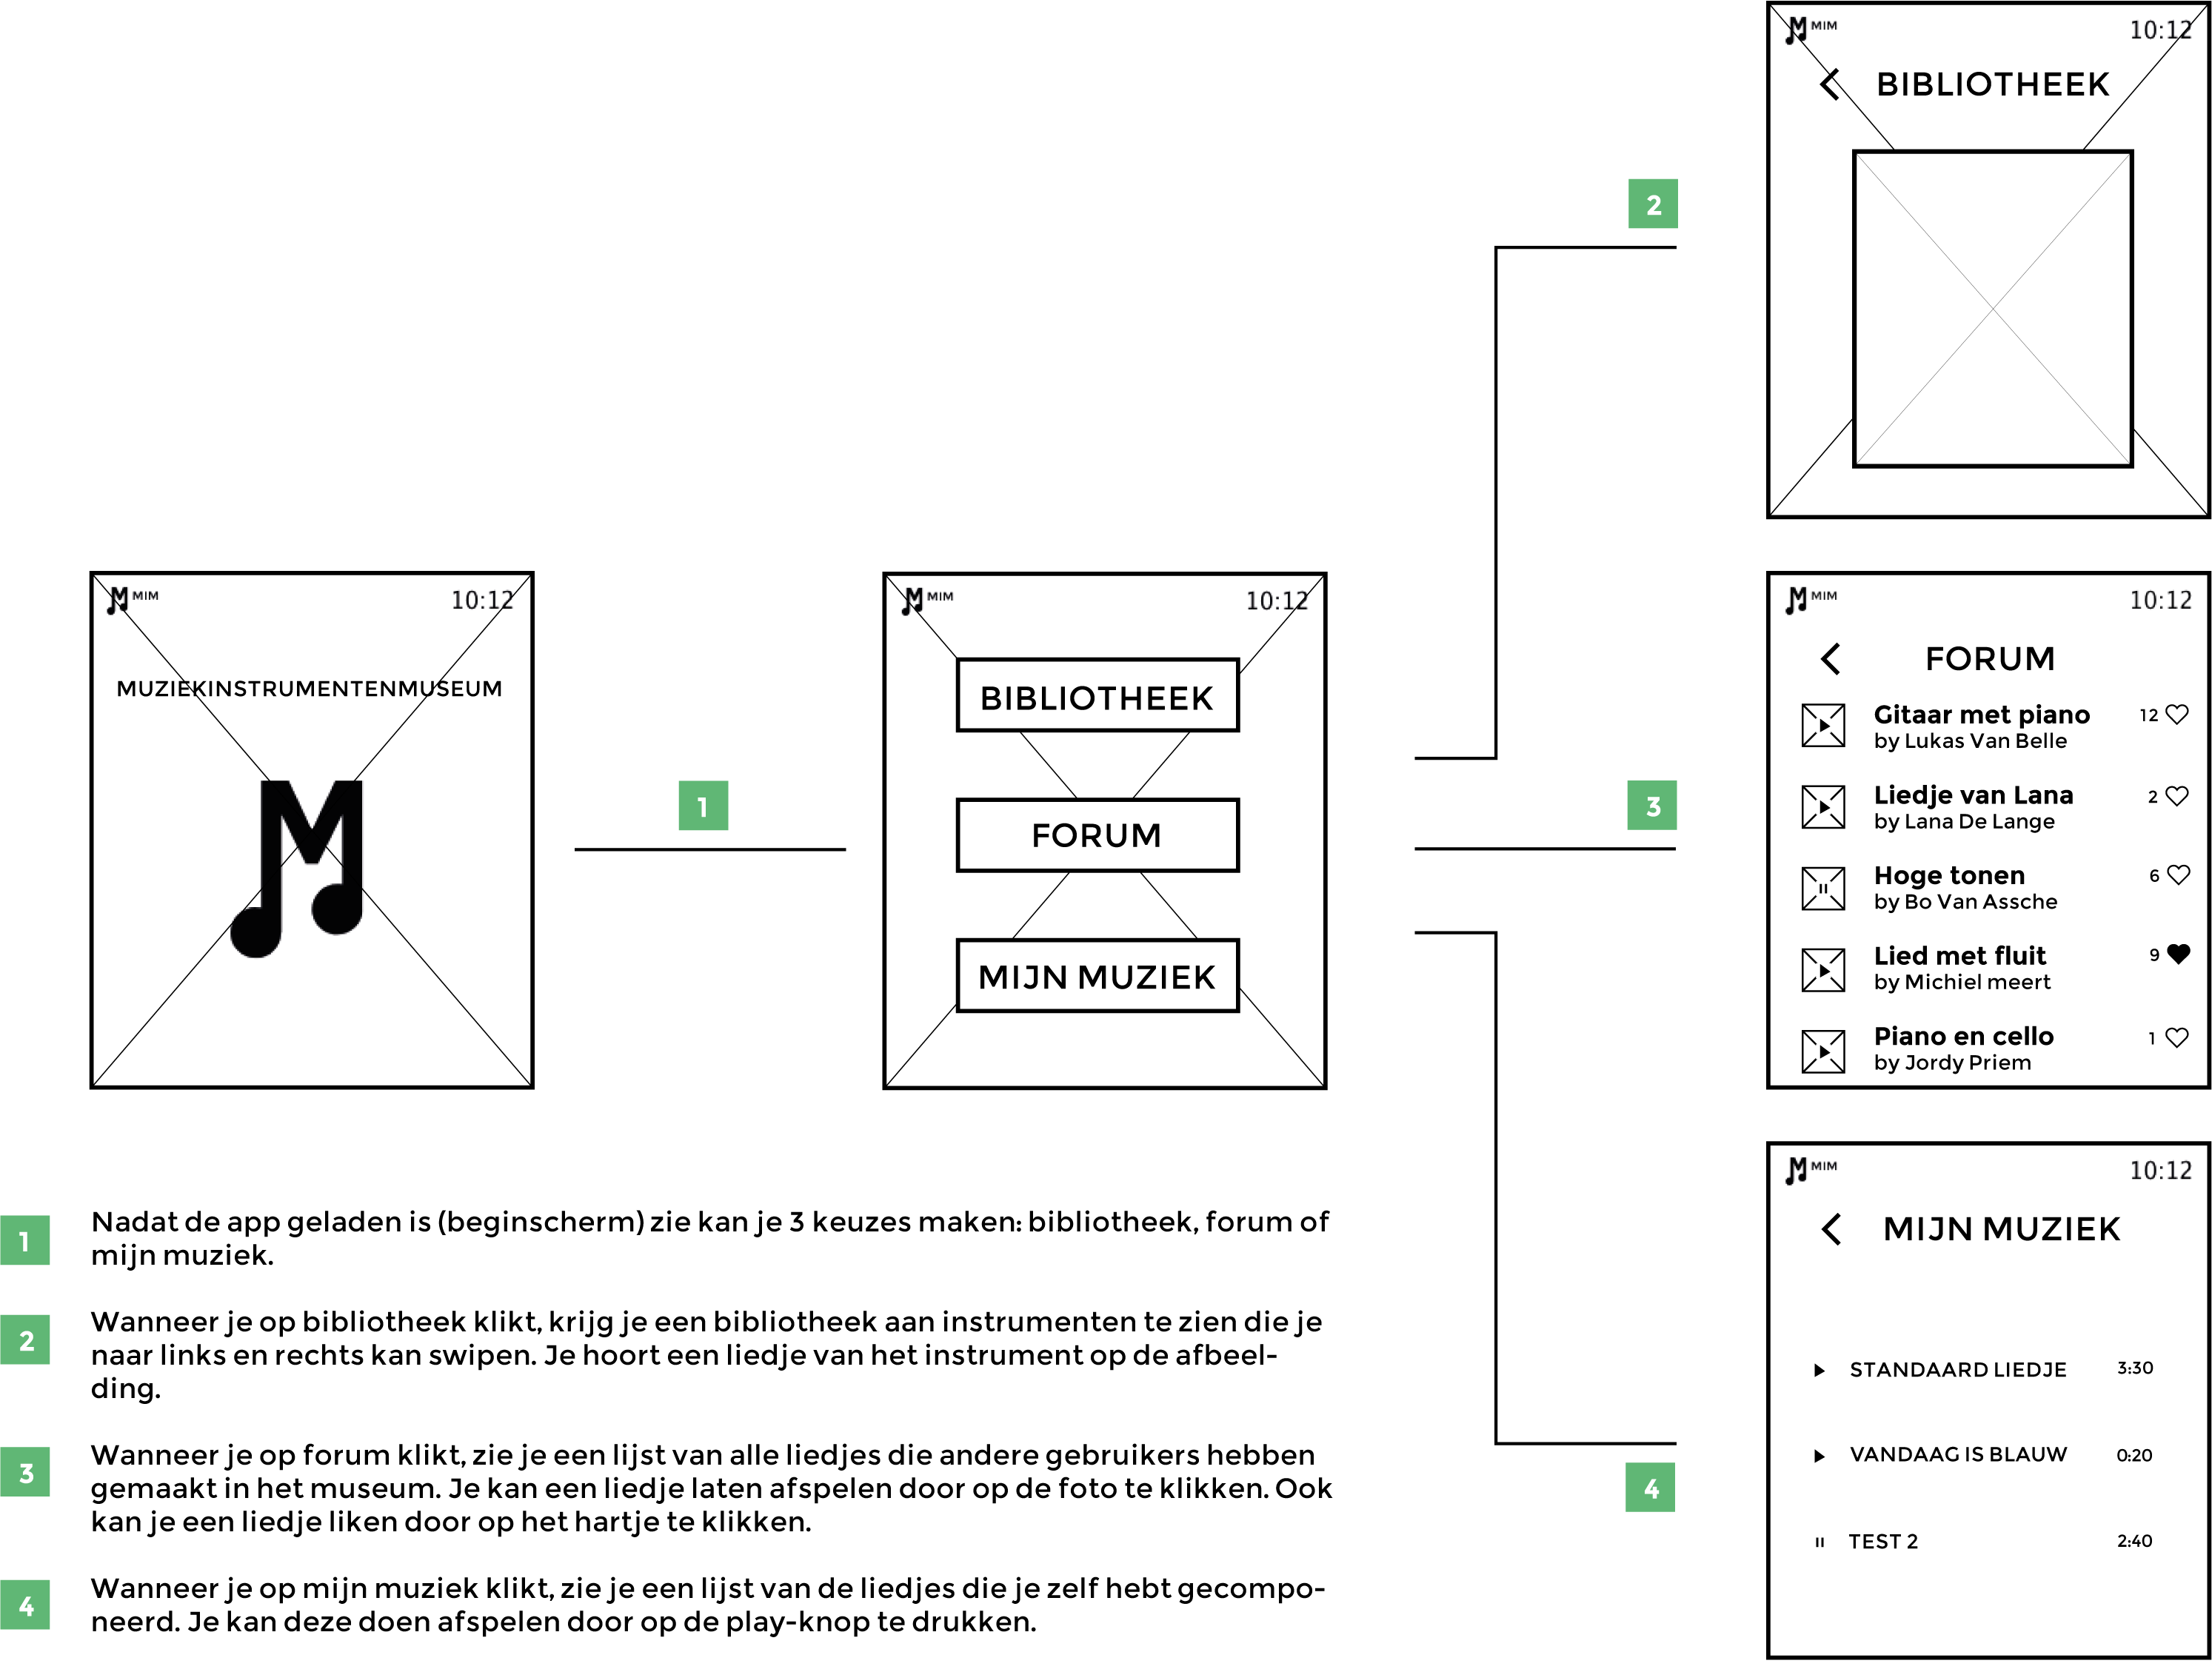 MIM
10:12
BIBLIOTHEEK
2
MIM
10:12
MUZIEKINSTRUMENTENMUSEUM
1
MIM
10:12
BIBLIOTHEEK
FORUM
MIJN MUZIEK
3
MIM
10:12
FORUM
Gitaar met piano
12
by Lukas Van Belle
Liedje van Lana
2
by Lana De Lange
Hoge tonen
6
by Bo Van Assche
Lied met fluit
9
by Michiel meert
Piano en cello
1
by Jordy Priem
4
MIM
10:12
MIJN MUZIEK
STANDAARD LIEDJE
3:30
VANDAAG IS BLAUW
0:20
TEST 2
2:40
1
Nadat de app geladen is (beginscherm) zie kan je 3 keuzes maken: bibliotheek, forum of
mijn muziek.
2
Wanneer je op bibliotheek klikt, krijg je een bibliotheek aan instrumenten te zien die je
naar links en rechts kan swipen. Je hoort een liedje van het instrument op de afbeel-
ding.
3
Wanneer je op forum klikt, zie je een lijst van alle liedjes die andere gebruikers hebben
gemaakt in het museum. Je kan een liedje laten afspelen door op de foto te klikken. Ook
kan je een liedje liken door op het hartje te klikken.
4
Wanneer je op mijn muziek klikt, zie je een lijst van de liedjes die je zelf hebt gecompo-
neerd. Je kan deze doen afspelen door op de play-knop te drukken.